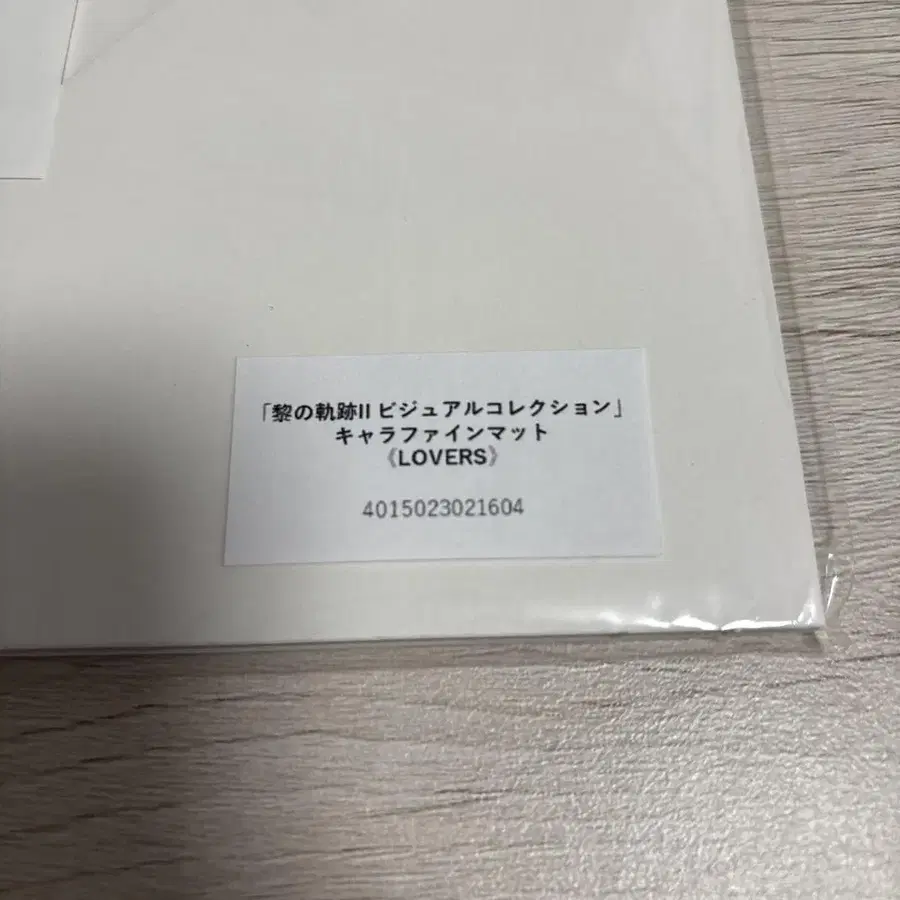 「黎の軌跡II ビジュアルコレクション」
キャラファインマット
《LOVERS》
4015023021604